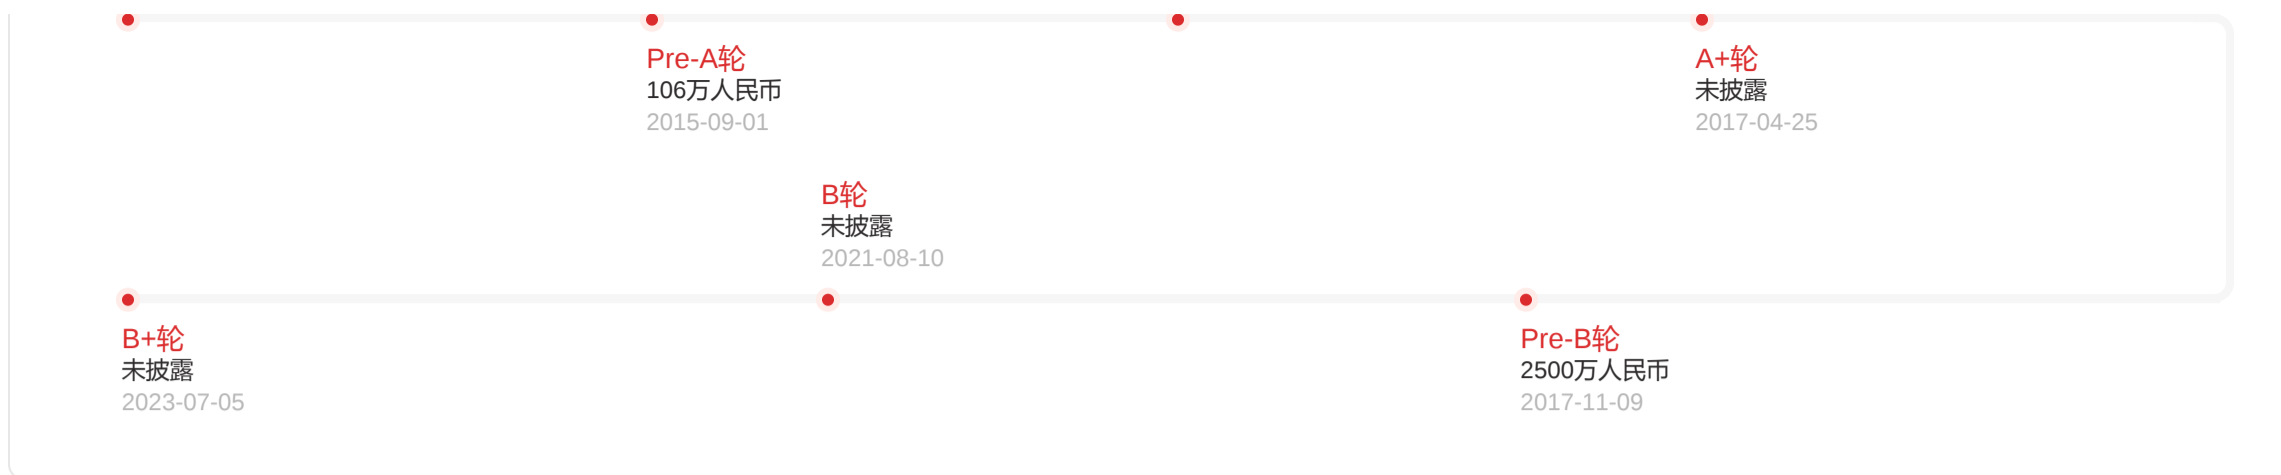 Pre-A轮
106万人民币
2015-09-01
A+轮
未披露
2017-04-25
B轮
未披露
2021-08-10
B+轮
未披露
2023-07-05
Pre-B轮
2500万人民币
2017-11-09